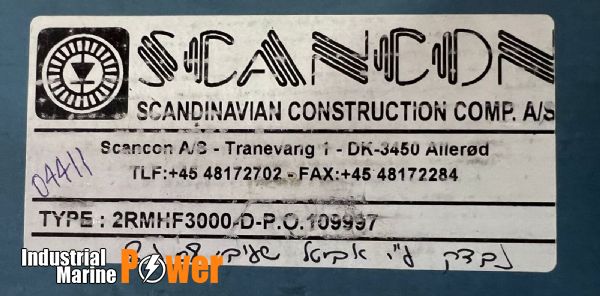 SCANCON
SCANDINAVIAN CONSTRUCTION COMP. A/S
Scancon A/S - Tranevang 1 - DK-3450 Allerød
TLF:+45 48172702 - FAX:+45 48172284
04411
TYPE : 2RMHF3000-D-P.O.109997
נבדק ע"י
Industrial
Marine
Power